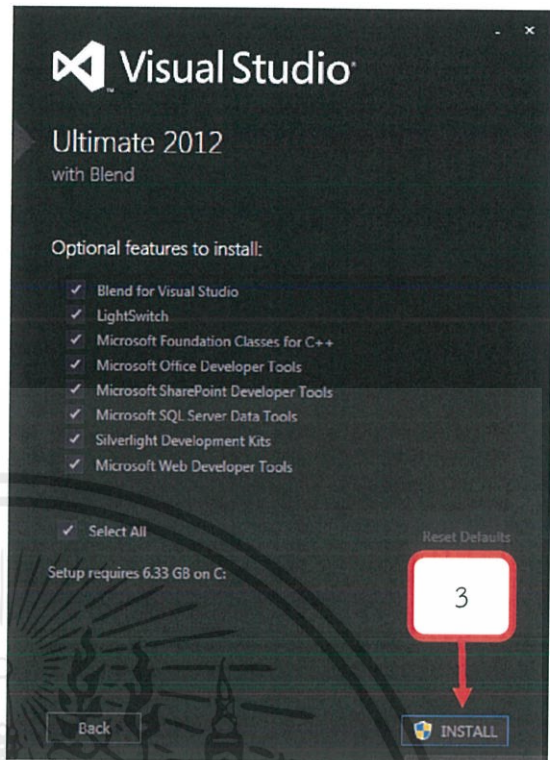 Visual Studio
Ultimate 2012
with Blend
Optional features to install:
Blend for Visual Studio
LightSwitch
Microsoft Foundation Classes for C++
Microsoft Office Developer Tools
Microsoft SharePoint Developer Tools
Microsoft SQL Server Data Tools
Silverlight Development Kits
Microsoft Web Developer Tools
Select All
Reset Defaults
Setup requires 6.33 GB on C:
3
Back
INSTALL